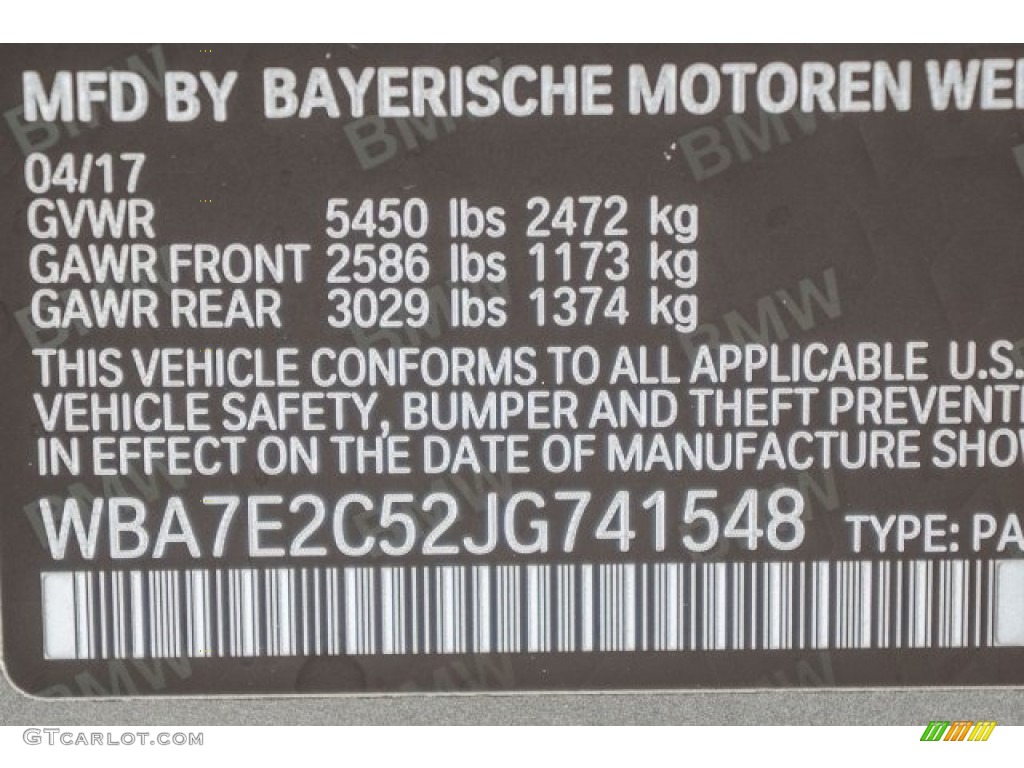 MFD BY BAYERISCHE MOTOREN WE
04/17
GVWR 5450 lbs 2472 kg
GAWR FRONT 2586 lbs 1173 kg
GAWR REAR 3029 lbs 1374 kg
THIS VEHICLE CONFORMS TO ALL APPLICABLE U.S.
VEHICLE SAFETY, BUMPER AND THEFT PREVENTI
IN EFFECT ON THE DATE OF MANUFACTURE SHO
WBA7E2C52JG741548 TYPE: PA
GTCARLOT.COM